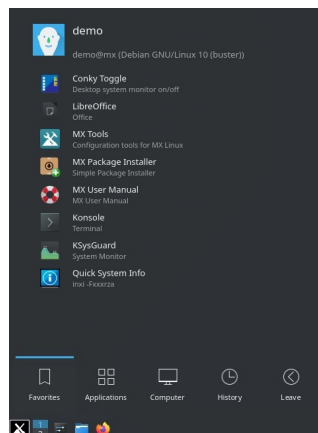 demo
demo@mx (Debian GNU/Linux 10 (buster))
Conky Toggle
Desktop system monitor on/off
LibreOffice
Office
MX Tools
Configuration tools for MX Linux
MX Package Installer
Simple Package Installer
MX User Manual
MX User Manual
Konsole
Terminal
KSysGuard
System Monitor
Quick System Info
inxi -Fxxxrza
Favorites Applications Computer History Leave
1
2